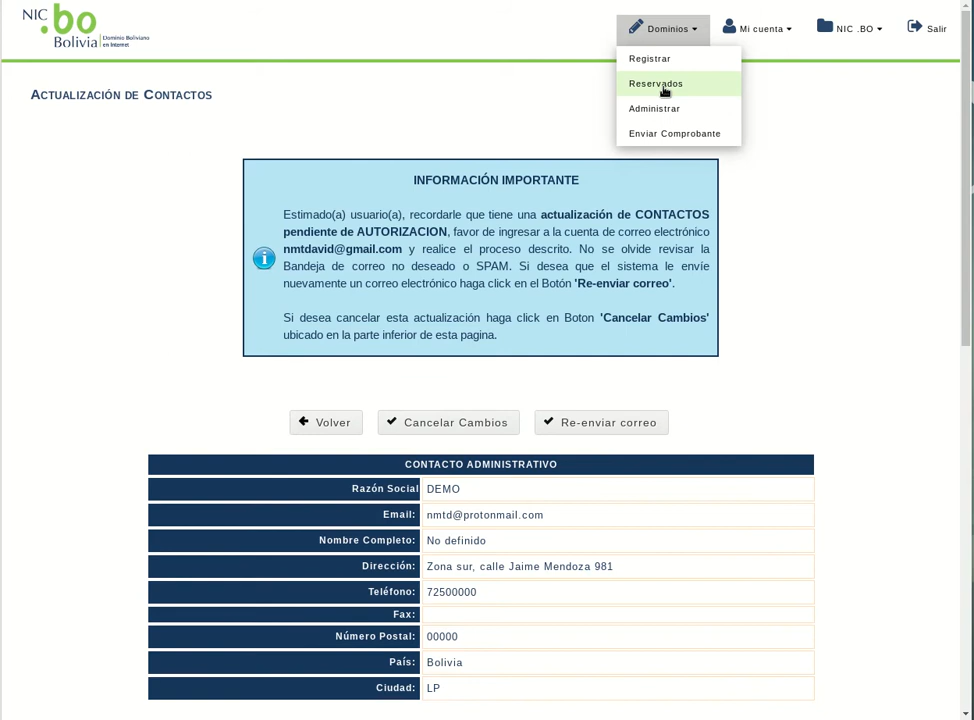 NIC.bo
Bolivia
Dominio Boliviano
en Internet
Dominios
Mi cuenta
NIC .BO
Salir
Registrar
Reservados
Administrar
Enviar Comprobante
Actualización de Contactos
INFORMACIÓN IMPORTANTE
Estimado(a) usuario(a), recordarle que tiene una actualización de CONTACTOS
pendiente de AUTORIZACION, favor de ingresar a la cuenta de correo electrónico
nmtdavid@gmail.com y realice el proceso descrito. No se olvide revisar la
Bandeja de correo no deseado o SPAM. Si desea que el sistema le envíe
nuevamente un correo electrónico haga click en el Botón 'Re-enviar correo'.
Si desea cancelar esta actualización haga click en Boton 'Cancelar Cambios'
ubicado en la parte inferior de esta pagina.
Volver
Cancelar Cambios
Re-enviar correo
CONTACTO ADMINISTRATIVO
Razón Social DEMO
Email: nmtd@protonmail.com
Nombre Completo: No definido
Dirección: Zona sur, calle Jaime Mendoza 981
Teléfono: 72500000
Fax:
Número Postal: 00000
País: Bolivia
Ciudad: LP